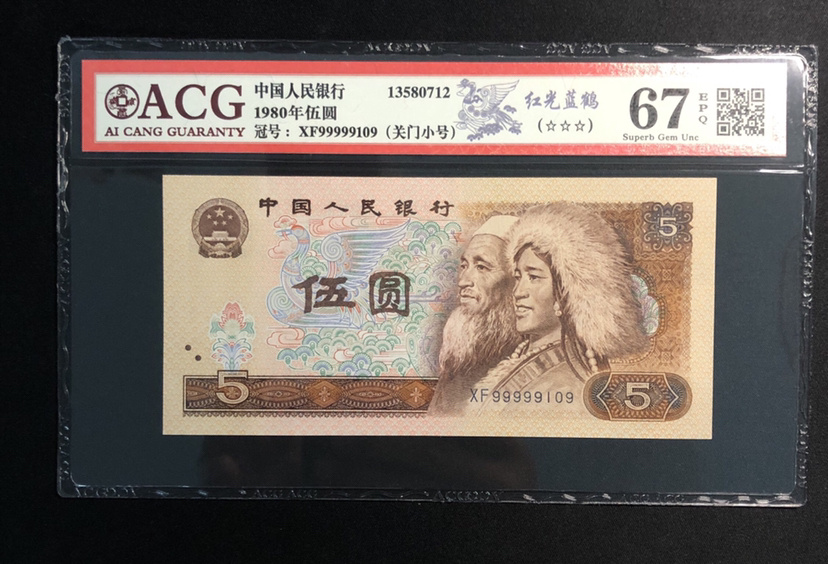 ACG
AI CANG GUARANTY
中国人民银行 13580712
1980年伍圆
冠号： XF99999109（关门小号）
红光蓝鹤
(☆☆☆)
67
EPQ
Superb Gem Unc
中国人民银行
5
伍圆
5
XF99999109
5